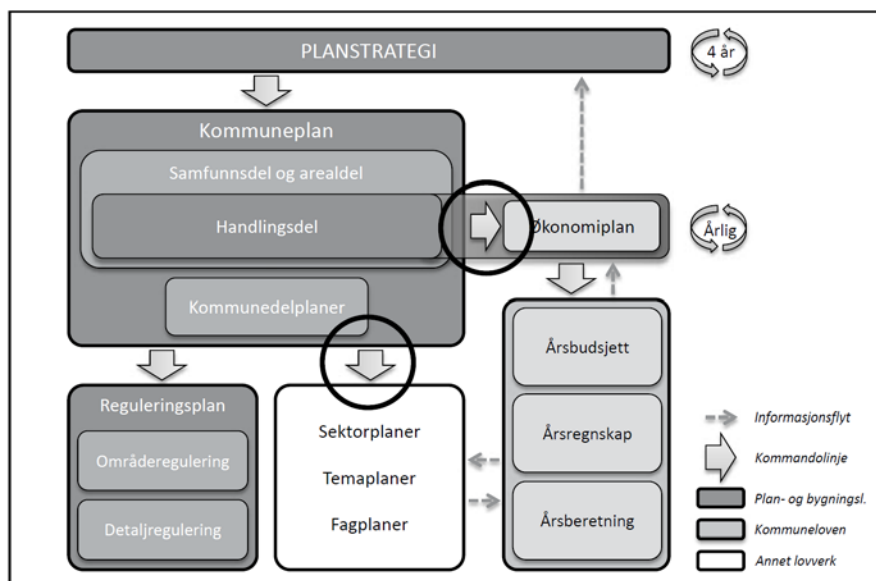 PLANSTRATEGI
4 år
Kommuneplan
Samfunnsdel og arealdel
Handlingsdel
Økonomiplan
Årlig
Kommunedelplaner
Årsbudsjett
Årsregnskap
Årsberetning
Reguleringsplan
Områderegulering
Detaljregulering
Sektorplaner
Temaplaner
Fagplaner
Informasjonsflyt
Kommandolinje
Plan- og bygningsl.
Kommuneloven
Annet lovverk